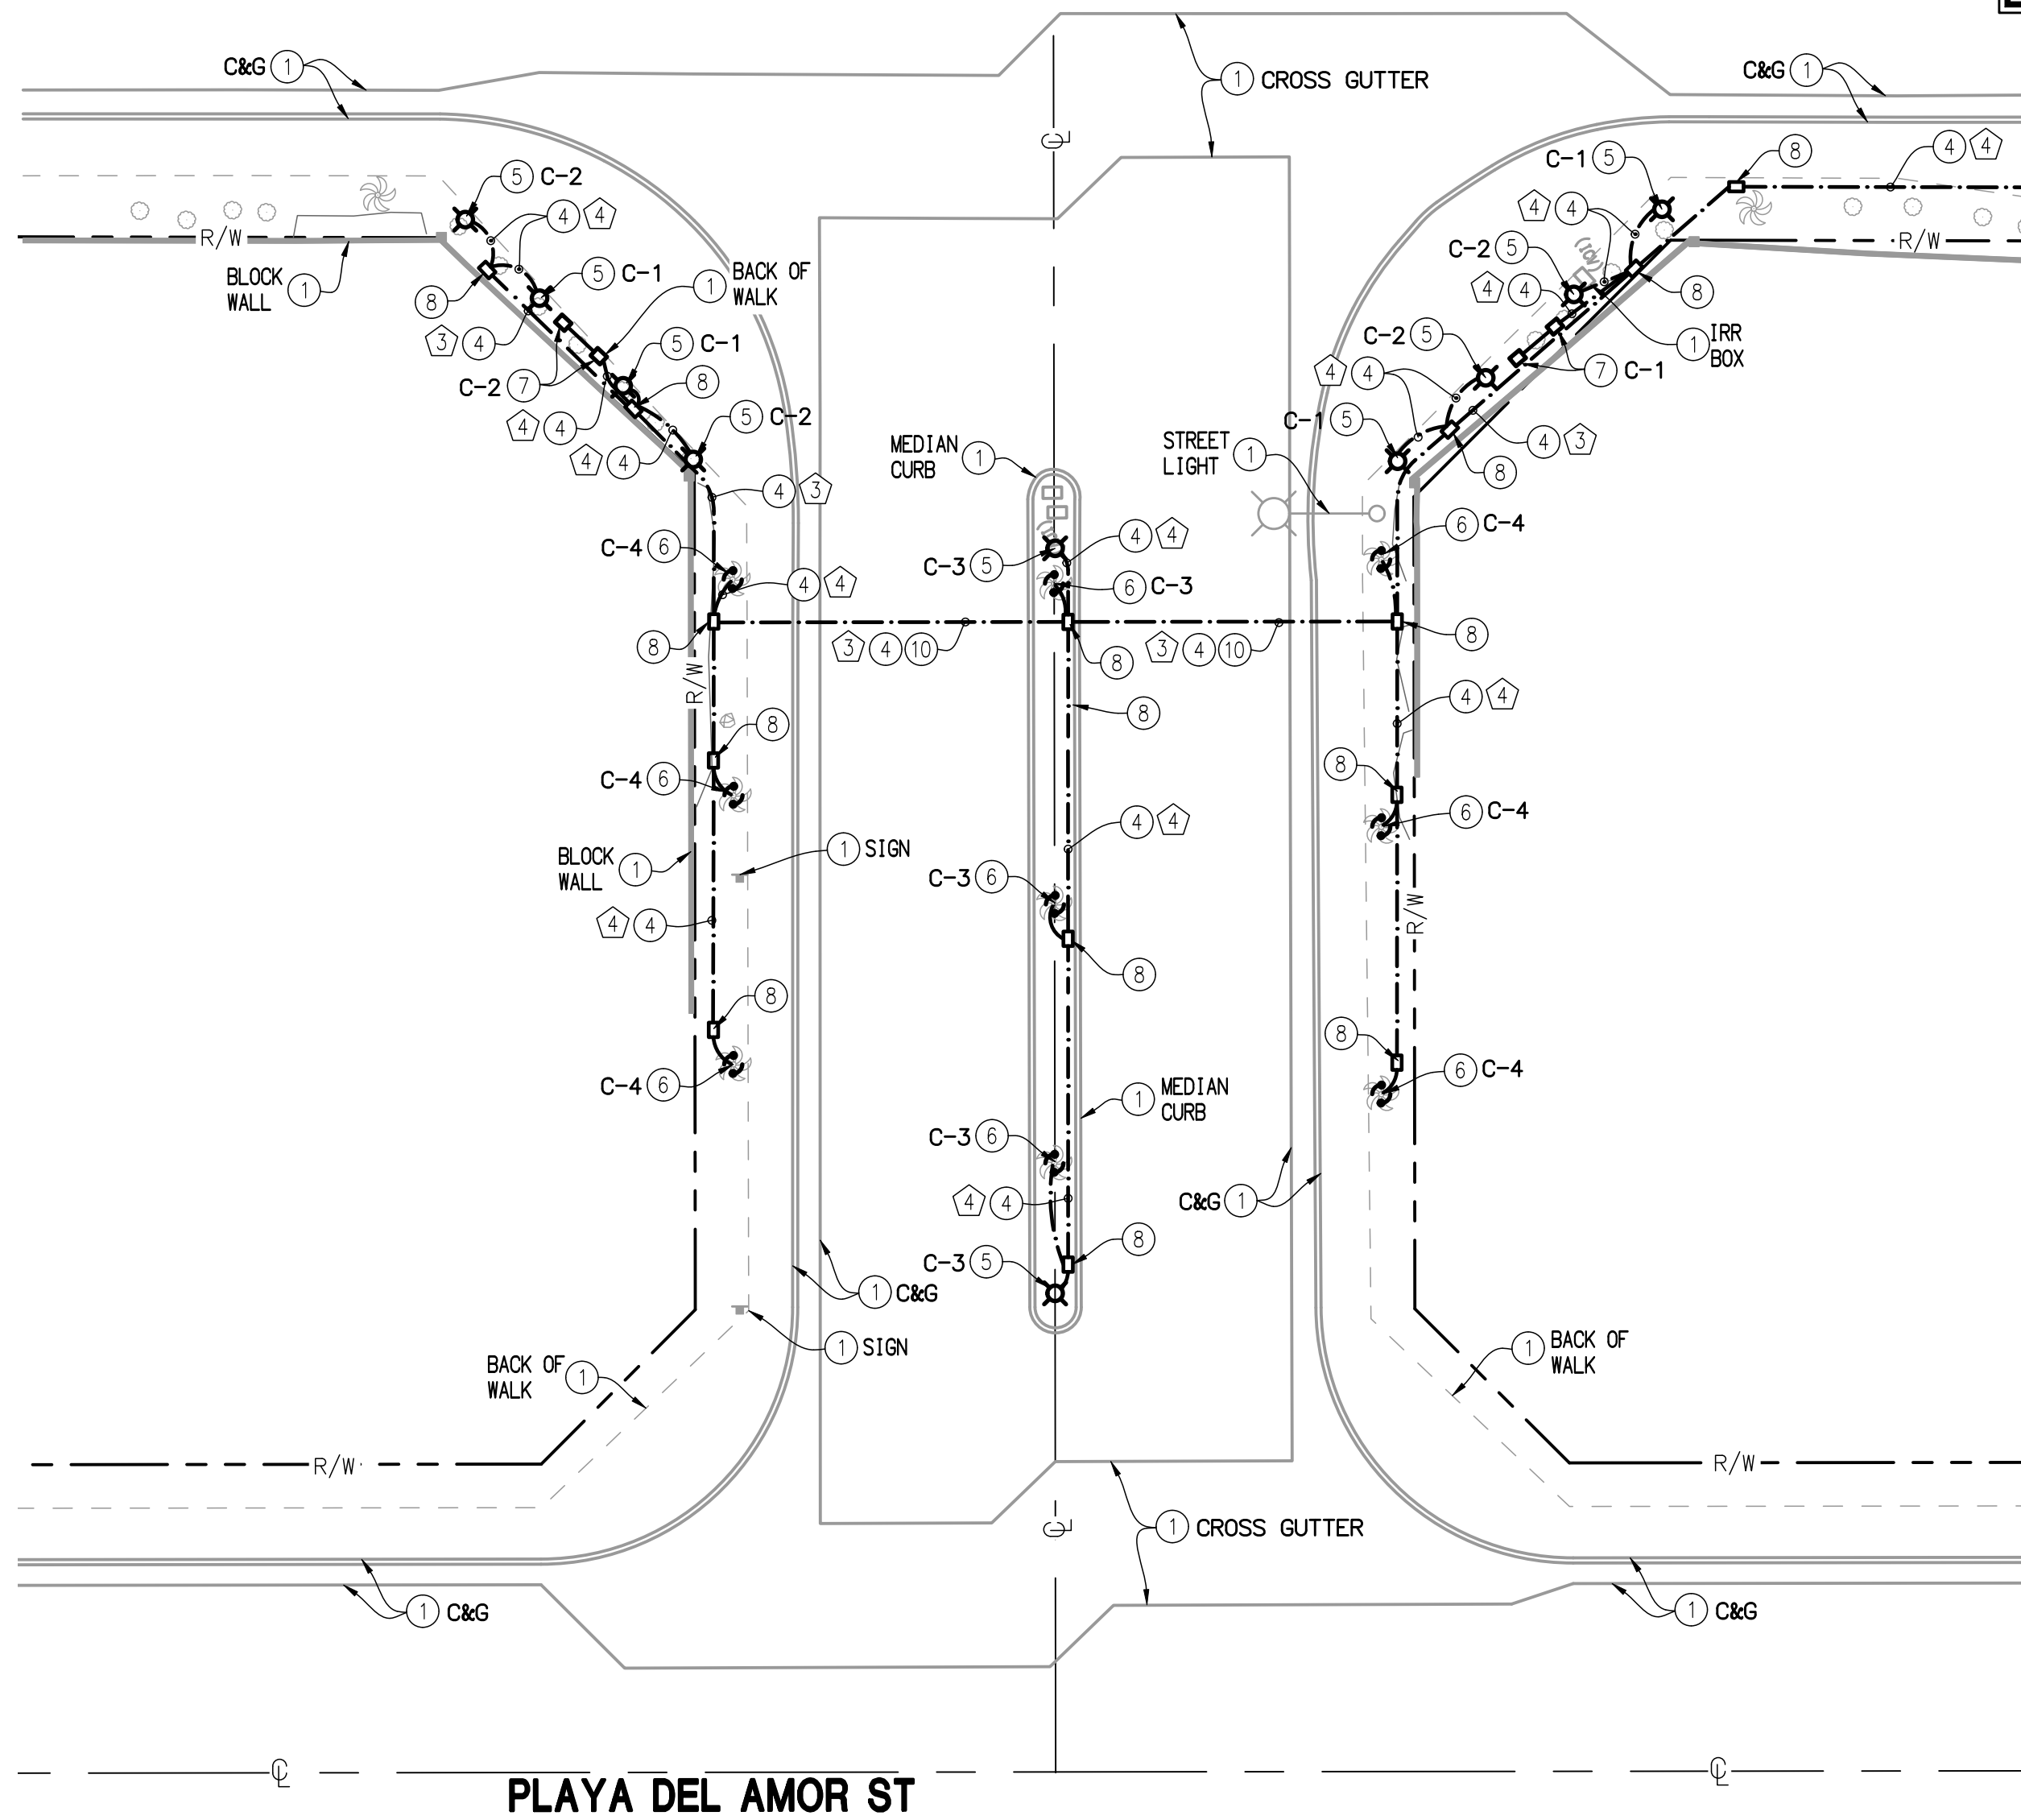 C&G 1
1 CROSS GUTTER
C&G 1
5 C-2
C-1 5
8
4 4
4 4
4 4
R/W
R/W
C-2 5
(ICV)
BLOCK
WALL 1
8
5 C-1
1 BACK OF
WALK
4 4
8
3 4
5 C-1
C-2 5
1 IRR
BOX
C-2 7
8
4 4
7 C-1
4 4
5 C-2
C-1 5
4 4
MEDIAN
CURB 1
STREET
LIGHT 1
4 3
8
4 3
C-4 6
C-3 5
4 4
6 C-4
4 4
6 C-3
8
3 4 10
8
3 4 10
8
R/W
8
8
4 4
C-4 6
8
4 4
6 C-4
BLOCK
WALL 1
1 SIGN
C-3 6
R/W
4 4
8
8
8
C-4 6
1 MEDIAN
CURB
6 C-4
C-3 6
4 4
C&G 1
8
C-3 5
1 C&G
1 SIGN
BACK OF
WALK 1
1 BACK OF
WALK
R/W
R/W
1 CROSS GUTTER
1 C&G
1 C&G
PLAYA DEL AMOR ST